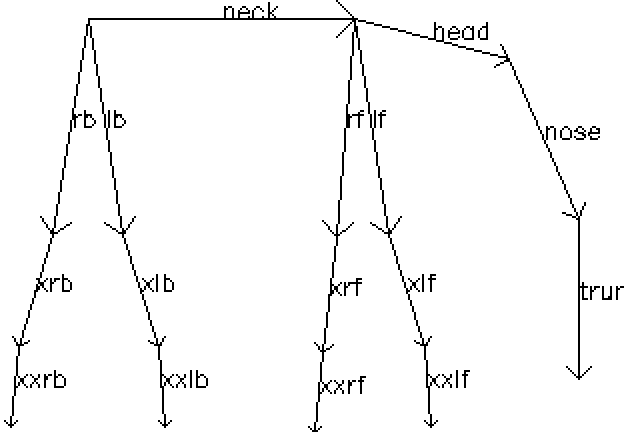 neck
head
rb lb rf lf
nose
xrb xlb xrf xlf
trur
xxrb xxlb xxrf xxlf